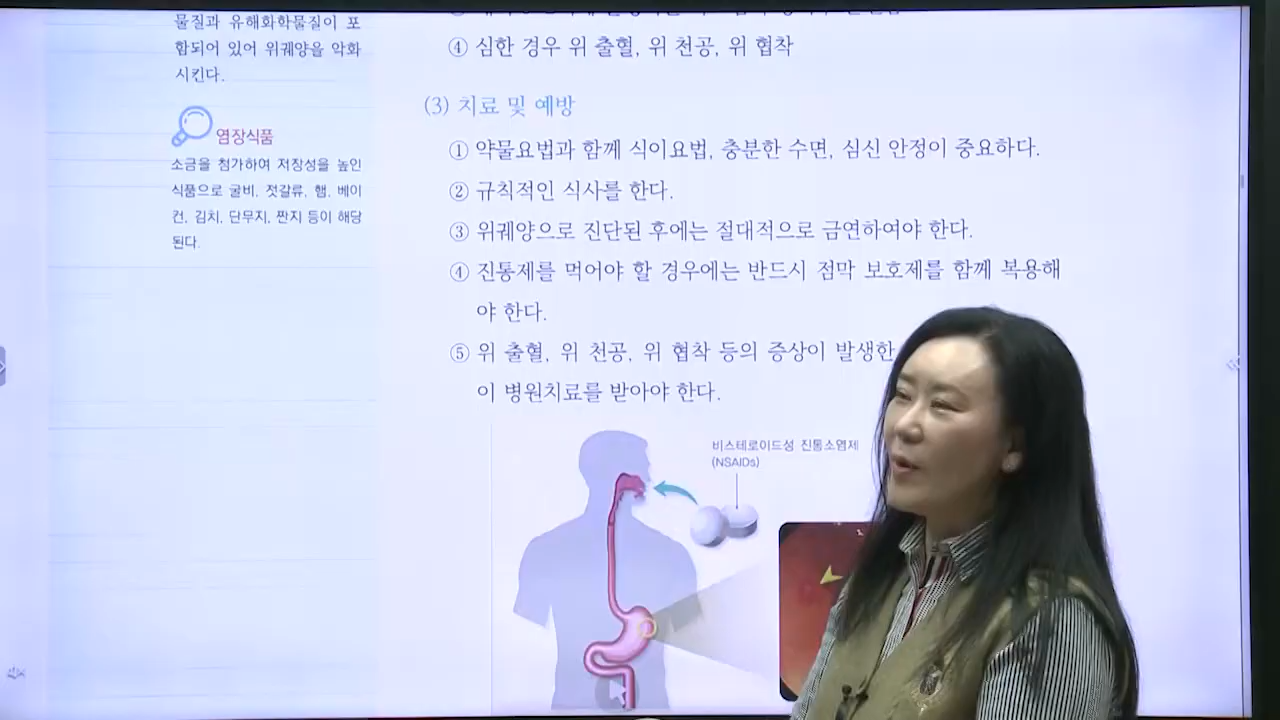 물질과 유해화학물질이 포
함되어 있어 위궤양을 악화
시킨다.
염장식품
소금을 첨가하여 저장성을 높인
식품으로 굴비, 젓갈류, 햄, 베이
컨, 김치, 단무지, 짠지 등이 해당
된다.
④ 심한 경우 위 출혈, 위 천공, 위 협착
(3) 치료 및 예방
① 약물요법과 함께 식이요법, 충분한 수면, 심신 안정이 중요하다.
② 규칙적인 식사를 한다.
③ 위궤양으로 진단된 후에는 절대적으로 금연하여야 한다.
④ 진통제를 먹어야 할 경우에는 반드시 점막 보호제를 함께 복용해
야 한다.
⑤ 위 출혈, 위 천공, 위 협착 등의 증상이 발생한
이 병원치료를 받아야 한다.
비스테로이드성 진통소염제
(NSAIDs)